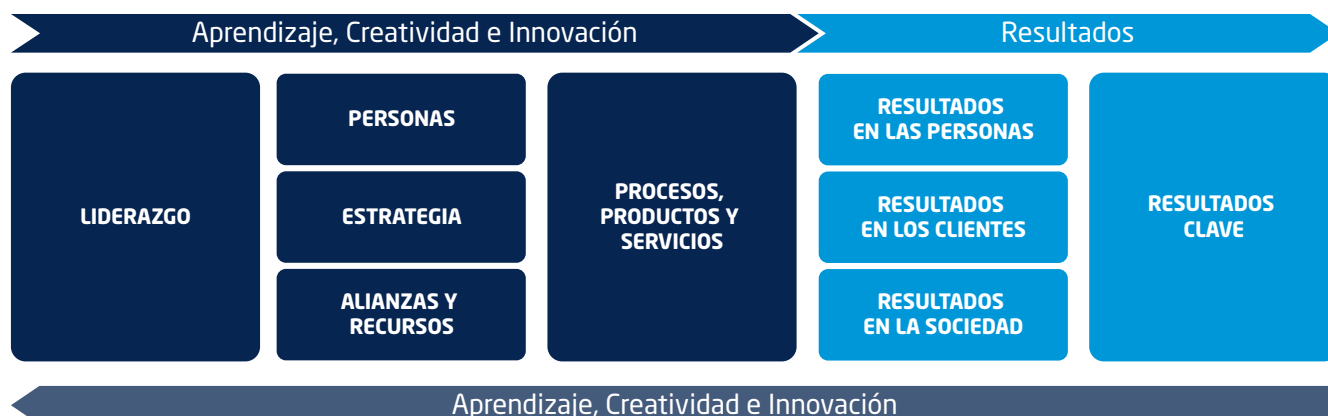 Aprendizaje, Creatividad e Innovación
Resultados
LIDERAZGO
PERSONAS
ESTRATEGIA
ALIANZAS Y
RECURSOS
PROCESOS,
PRODUCTOS Y
SERVICIOS
RESULTADOS
EN LAS PERSONAS
RESULTADOS
EN LOS CLIENTES
RESULTADOS
EN LA SOCIEDAD
RESULTADOS
CLAVE
Aprendizaje, Creatividad e Innovación